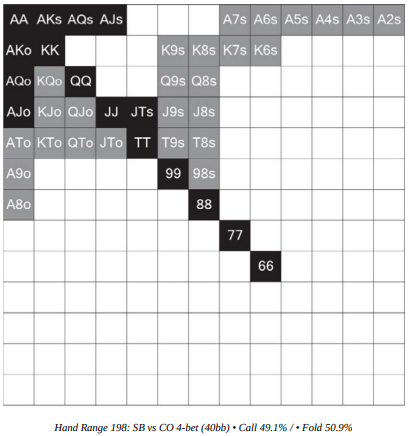 AA AKs AQs AJs A7s A6s A5s A4s A3s A2s
AKo KK K9s K8s K7s K6s
AQo KQo QQ Q9s Q8s
AJo KJo QJo JJ JTs J9s J8s
ATo KTo QTo JTo TT T9s T8s
A9o 99 98s
A8o 88
77
66
Hand Range 198: SB vs CO 4-bet (40bb) • Call 49.1% / • Fold 50.9%